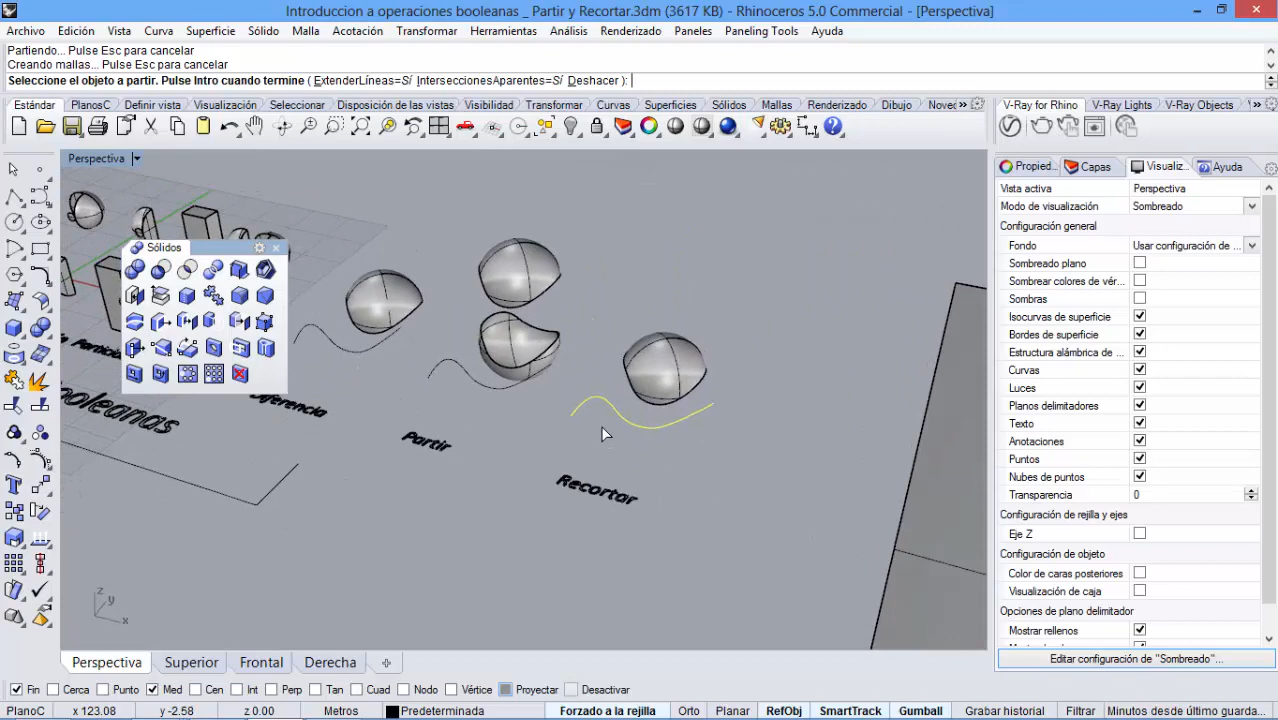 Introduccion a operaciones booleanas _ Partir y Recortar.3dm (3617 KB) - Rhinoceros 5.0 Commercial - [Perspectiva]
Archivo Edición Vista Curva Superficie Sólido Malla Acotación Transformar Herramientas Análisis Renderizado Paneles Paneling Tools Ayuda
Partiendo... Pulse Esc para cancelar
Creando mallas... Pulse Esc para cancelar
Seleccione el objeto a partir. Pulse Intro cuando termine ( ExtenderLíneas=Sí IntersecciónesAparentes=Sí Deshacer ):
Estándar PlanosC Definir vista Visualización Seleccionar Disposición de las vistas Visibilidad Transformar Curvas Superficies Sólidos Mallas Renderizado Dibujo Noved
V-Ray for Rhino V-Ray Lights V-Ray Objects
Perspectiva
Propied... Capas Visualiz... Ayuda
Vista activa Perspectiva
Modo de visualización Sombreado
Configuración general
Fondo Usar configuración de ...
Sombreado plano
Sombrear colores de vér...
Sombras
Isocurvas de superficie
Bordes de superficie
Estructura alámbrica de ...
Curvas
Luces
Planos delimitadores
Texto
Anotaciones
Puntos
Nubes de puntos
Transparencia 0
Configuración de rejilla y ejes
Eje Z
Configuración de objeto
Color de caras posteriores
Visualización de caja
Opciones de plano delimitador
Mostrar rellenos
Editar configuración de "Sombreado"...
Sólidos
Diferencia
Partir
Recortar
booleanas
z
y
x
Perspectiva Superior Frontal Derecha
Fin Cerca Punto Med Cen Int Perp Tan Cuad Nodo Vértice Proyectar Desactivar
PlanoC x 123.08 y -2.58 z 0.00 Metros Predeterminada Forzado a la rejilla Orto Planar RefObj SmartTrack Gumball Grabar historial Filtrar Minutos desde último guarda...